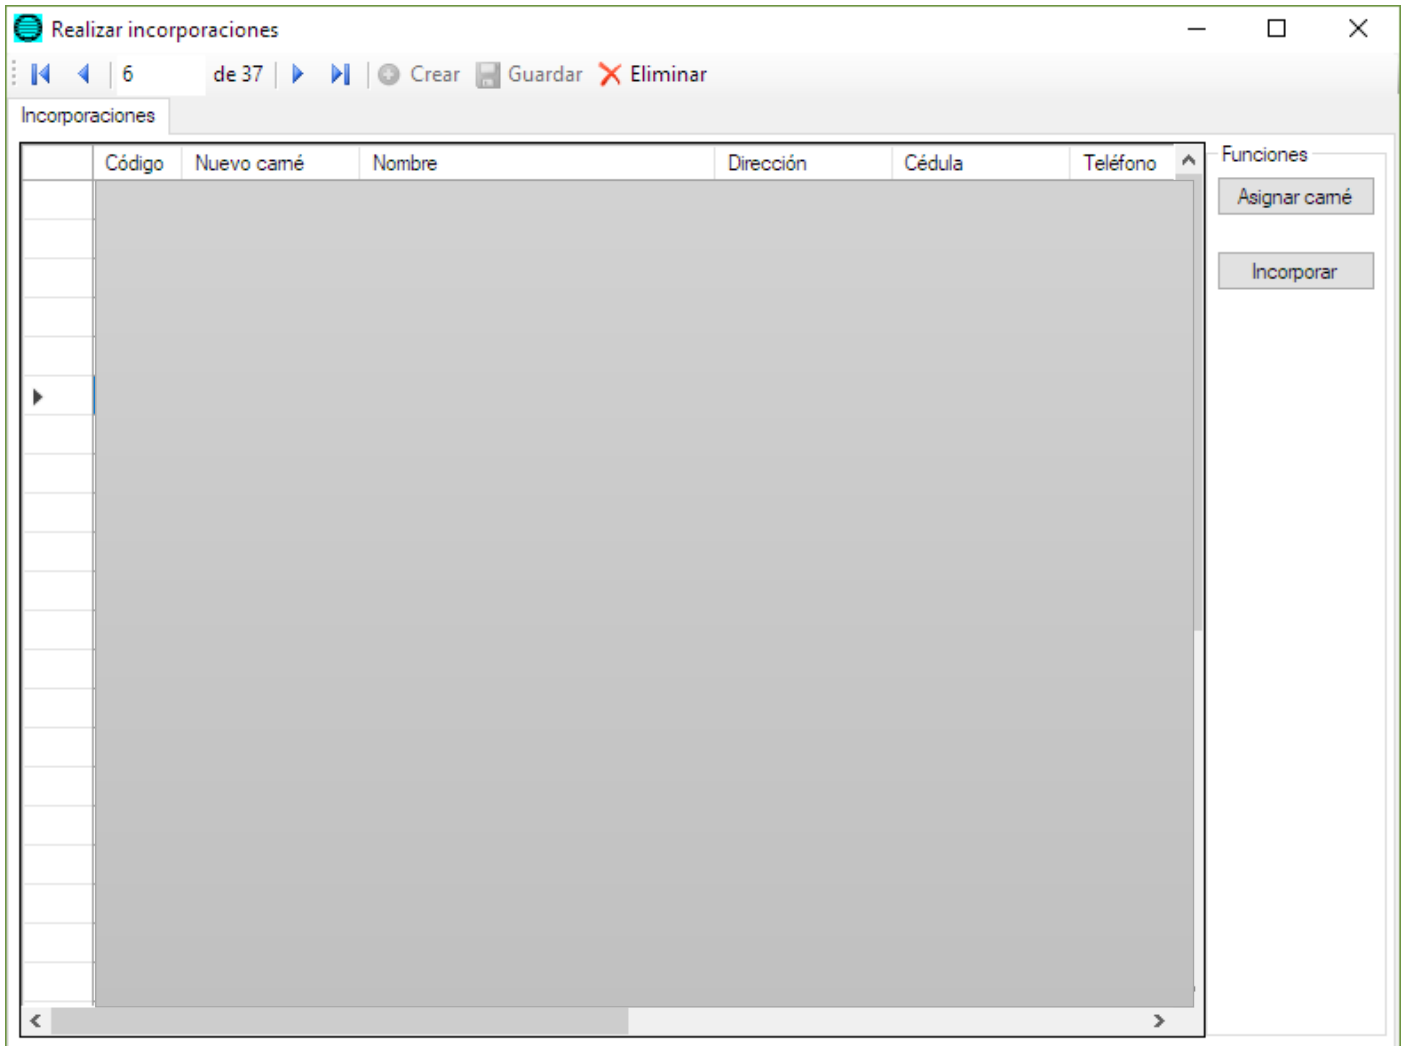 Realizar incorporaciones
6 de 37 Crear Guardar Eliminar
Incorporaciones
Código Nuevo carné Nombre Dirección Cédula Teléfono
Funciones
Asignar carné
Incorporar